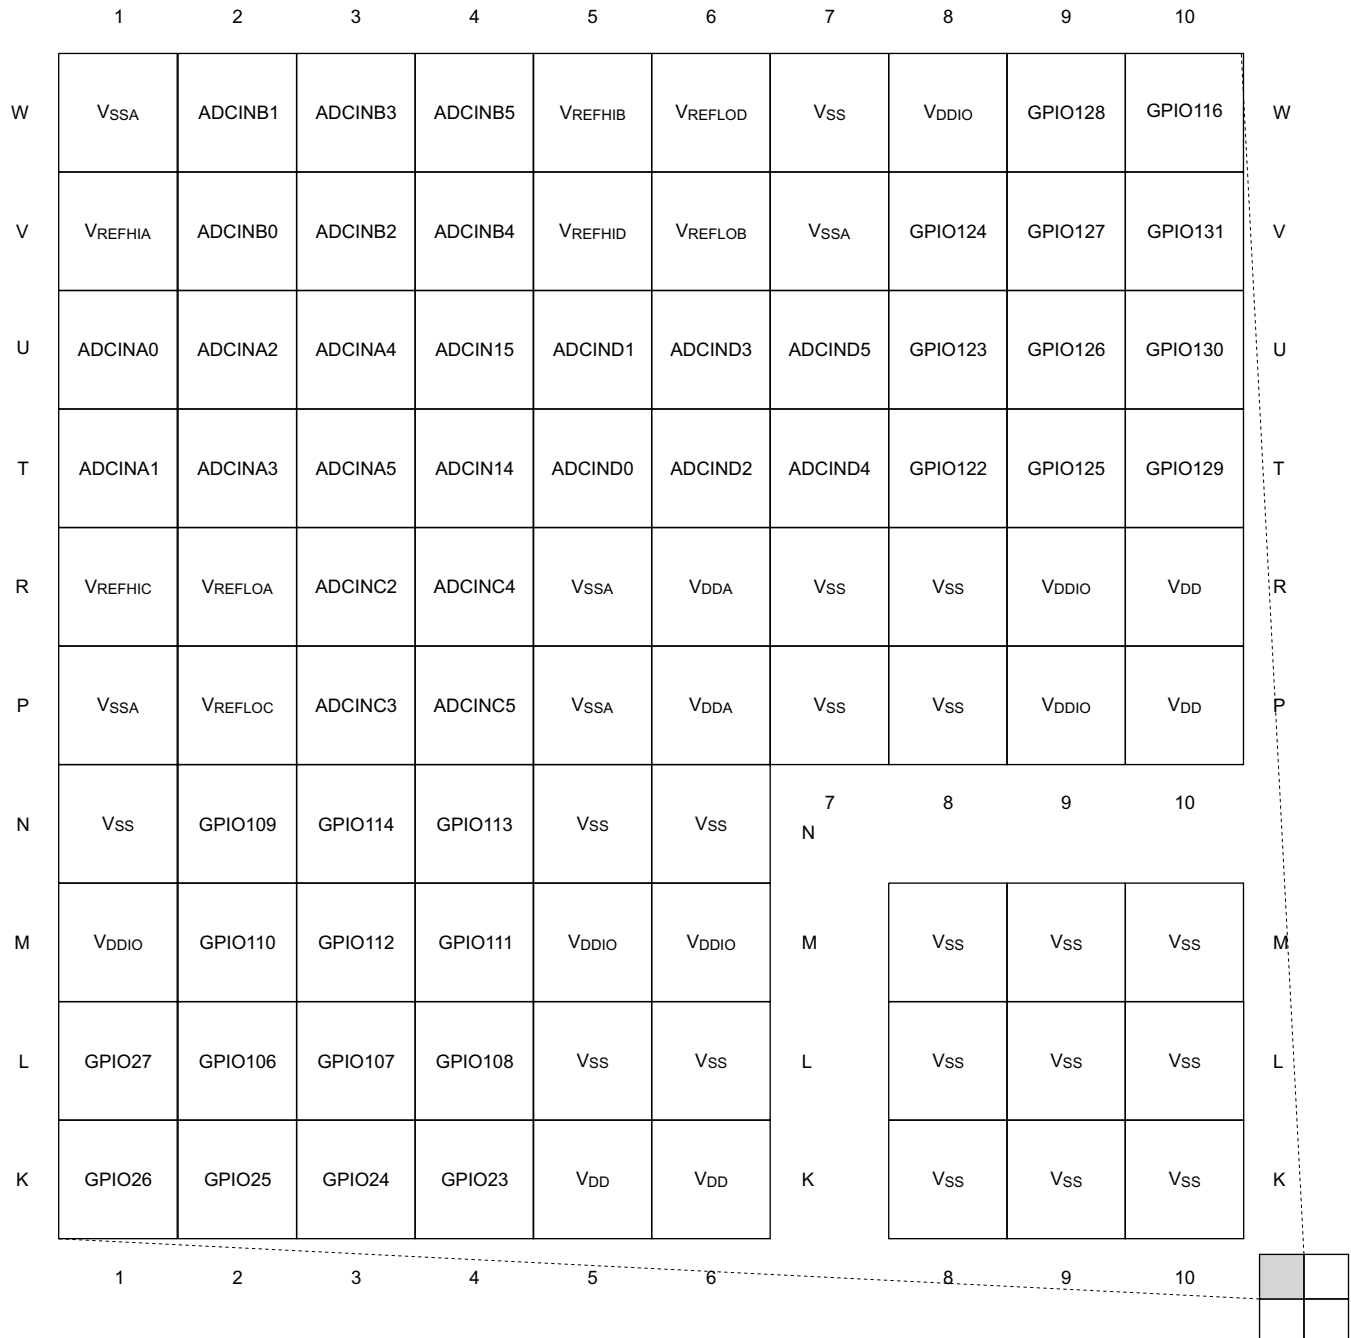 1 2 3 4 5 6 7 8 9 10
W VSSA ADCINB1 ADCINB3 ADCINB5 VREFHIB VREFLOD VSS VDDIO GPIO128 GPIO116 W
V VREFHIA ADCINB0 ADCINB2 ADCINB4 VREFHID VREFLOB VSSA GPIO124 GPIO127 GPIO131 V
U ADCINA0 ADCINA2 ADCINA4 ADCIN15 ADCIND1 ADCIND3 ADCIND5 GPIO123 GPIO126 GPIO130 U
T ADCINA1 ADCINA3 ADCINA5 ADCIN14 ADCIND0 ADCIND2 ADCIND4 GPIO122 GPIO125 GPIO129 T
R VREFHIC VREFLOA ADCINC2 ADCINC4 VSSA VDDA VSS VSS VDDIO VDD R
P VSSA VREFLOC ADCINC3 ADCINC5 VSSA VDDA VSS VSS VDDIO VDD P
7 8 9 10
N VSS GPIO109 GPIO114 GPIO113 VSS VSS N
M VDDIO GPIO110 GPIO112 GPIO111 VDDIO VDDIO M VSS VSS VSS M
L GPIO27 GPIO106 GPIO107 GPIO108 VSS VSS L VSS VSS VSS L
K GPIO26 GPIO25 GPIO24 GPIO23 VDD VDD K VSS VSS VSS K
1 2 3 4 5 6 8 9 10